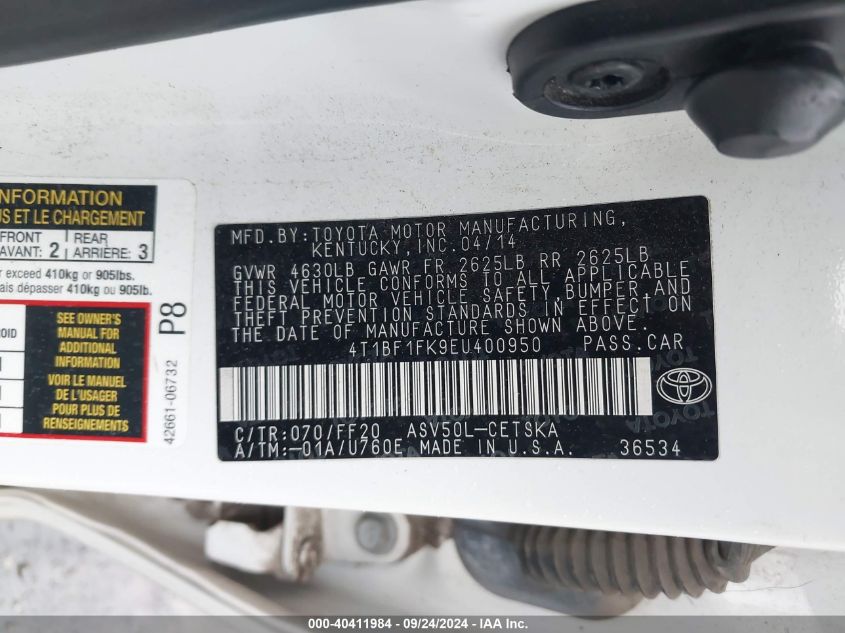 INFORMATION
US ET LE CHARGEMENT
FRONT
AVANT: 2
REAR
ARRIÈRE: 3
r exceed 410kg or 905lbs.
ais dépasser 410kg ou 905lb.
SEE OWNER'S
MANUAL FOR
ADDITIONAL
INFORMATION
VOIR LE MANUEL
DE L'USAGER
POUR PLUS DE
RENSEIGNEMENTS
P8
42661-06732
MFD.BY:TOYOTA MOTOR MANUFACTURING,
KENTUCKY, INC. 04/14
GVWR 4630LB GAWR FR 2625LB RR 2625LB
THIS VEHICLE CONFORMS TO ALL APPLICABLE
FEDERAL MOTOR VEHICLE SAFETY, BUMPER AND
THEFT PREVENTION STANDARDS IN EFFECT ON
THE DATE OF MANUFACTURE SHOWN ABOVE.
4T1BF1FK9EU400950 PASS.CAR
C/TR:070/FF20 ASV50L-CETSKA
A/TM:-01A/U760E MADE IN U.S.A. 36534
000-40411984 - 09/24/2024 - IAA Inc.